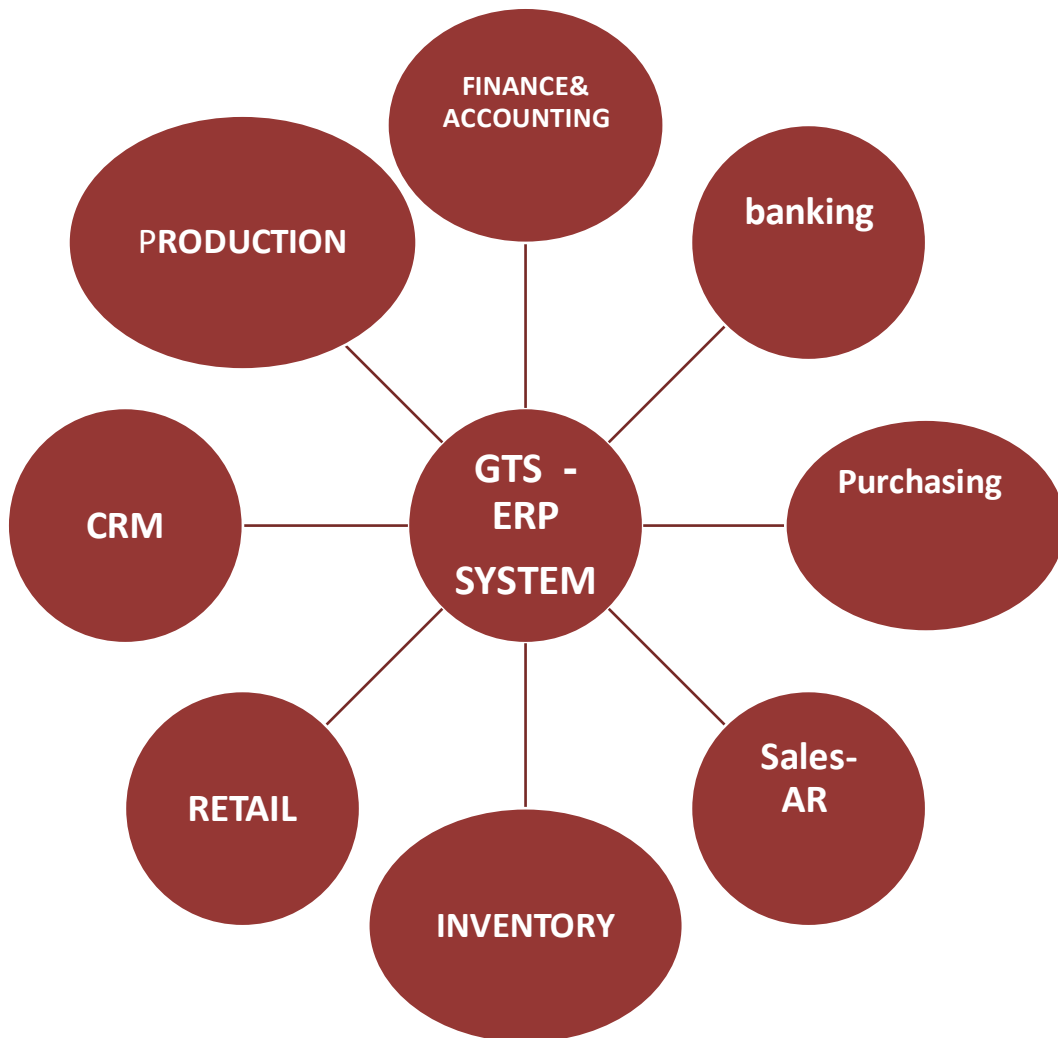 FINANCE&
ACCOUNTING
banking
PRODUCTION
Purchasing
GTS  -
ERP
SYSTEM
CRM
Sales-
AR
RETAIL
INVENTORY